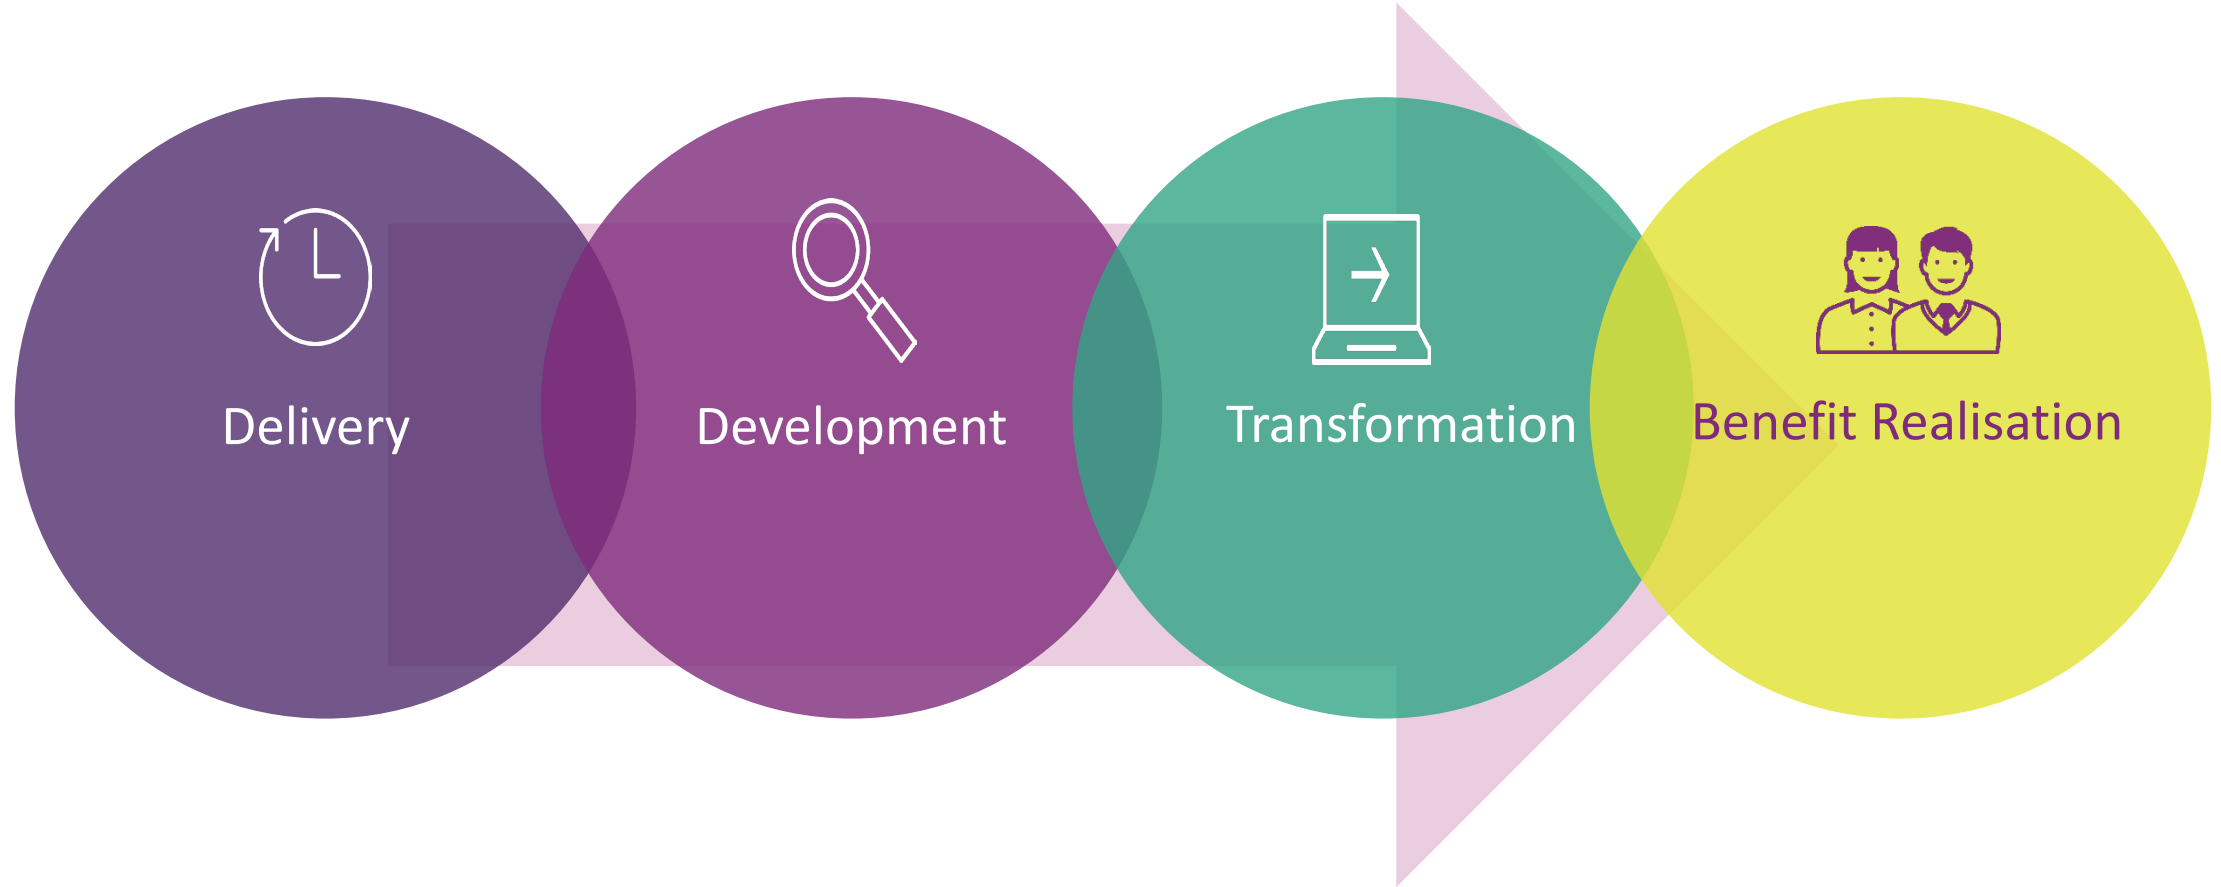 Delivery
Development
Transformation
Benefit Realisation